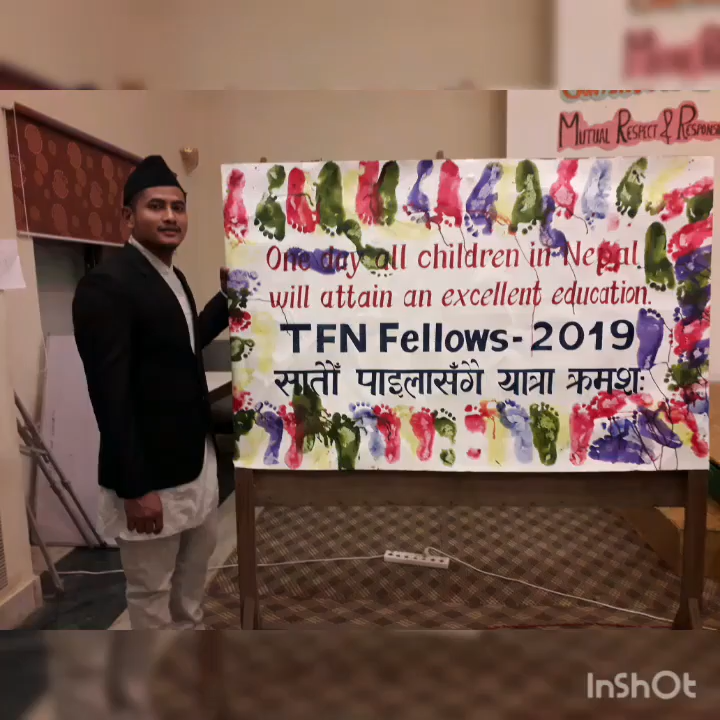 MUTUAL RESPECT &
One day all children in Nepal
will attain an excellent education.
TFN Fellows-2019
सातौं पाइलासँगै यात्रा क्रमशः
InShOt